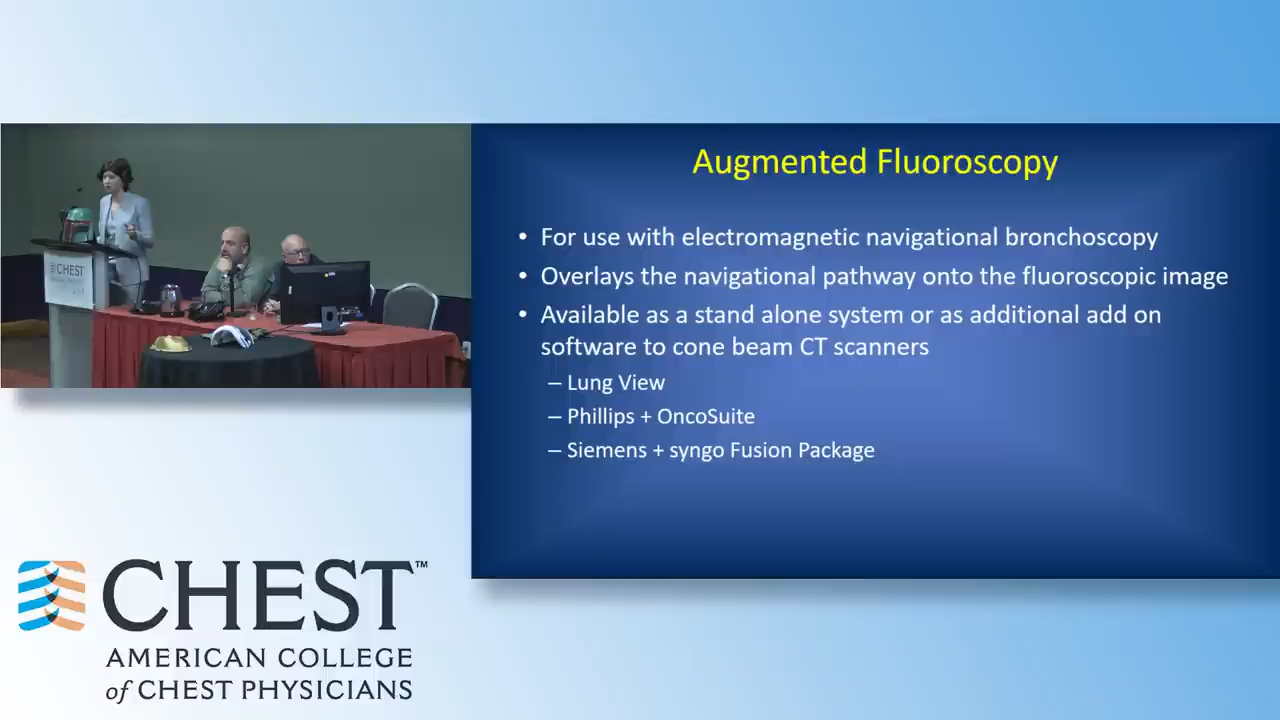 Augmented Fluoroscopy
• For use with electromagnetic navigational bronchoscopy
• Overlays the navigational pathway onto the fluoroscopic image
• Available as a stand alone system or as additional add on
software to cone beam CT scanners
– Lung View
– Phillips + OncoSuite
– Siemens + syngo Fusion Package
CHEST
CHEST™
AMERICAN COLLEGE
of CHEST PHYSICIANS